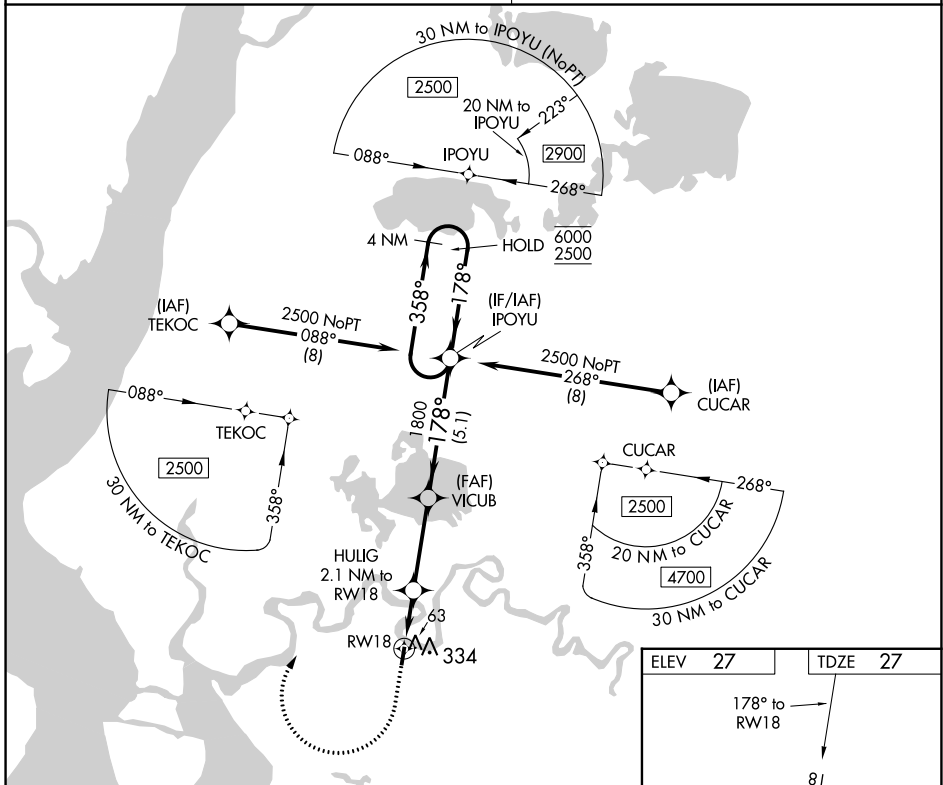 30 NM to IPOYU (NoPT)
2500
20 NM to
IPOYU
223°
2900
088°
IPOYU
268°
4 NM
HOLD
6000
2500
358°
178°
(IF/IAF)
IPOYU
(IAF)
TEKOC
2500 NoPT
088°
(8)
2500 NoPT
268°
(8)
(IAF)
CUCAR
1800
178°
(5.1)
088°
TEKOC
2500
358°
30 NM to TEKOC
CUCAR
268°
2500
358°
20 NM to CUCAR
4700
30 NM to CUCAR
(FAF)
VICUB
HULIG
2.1 NM to
RW18
63
RW18
334
ELEV 27
TDZE 27
178° to
RW18
81